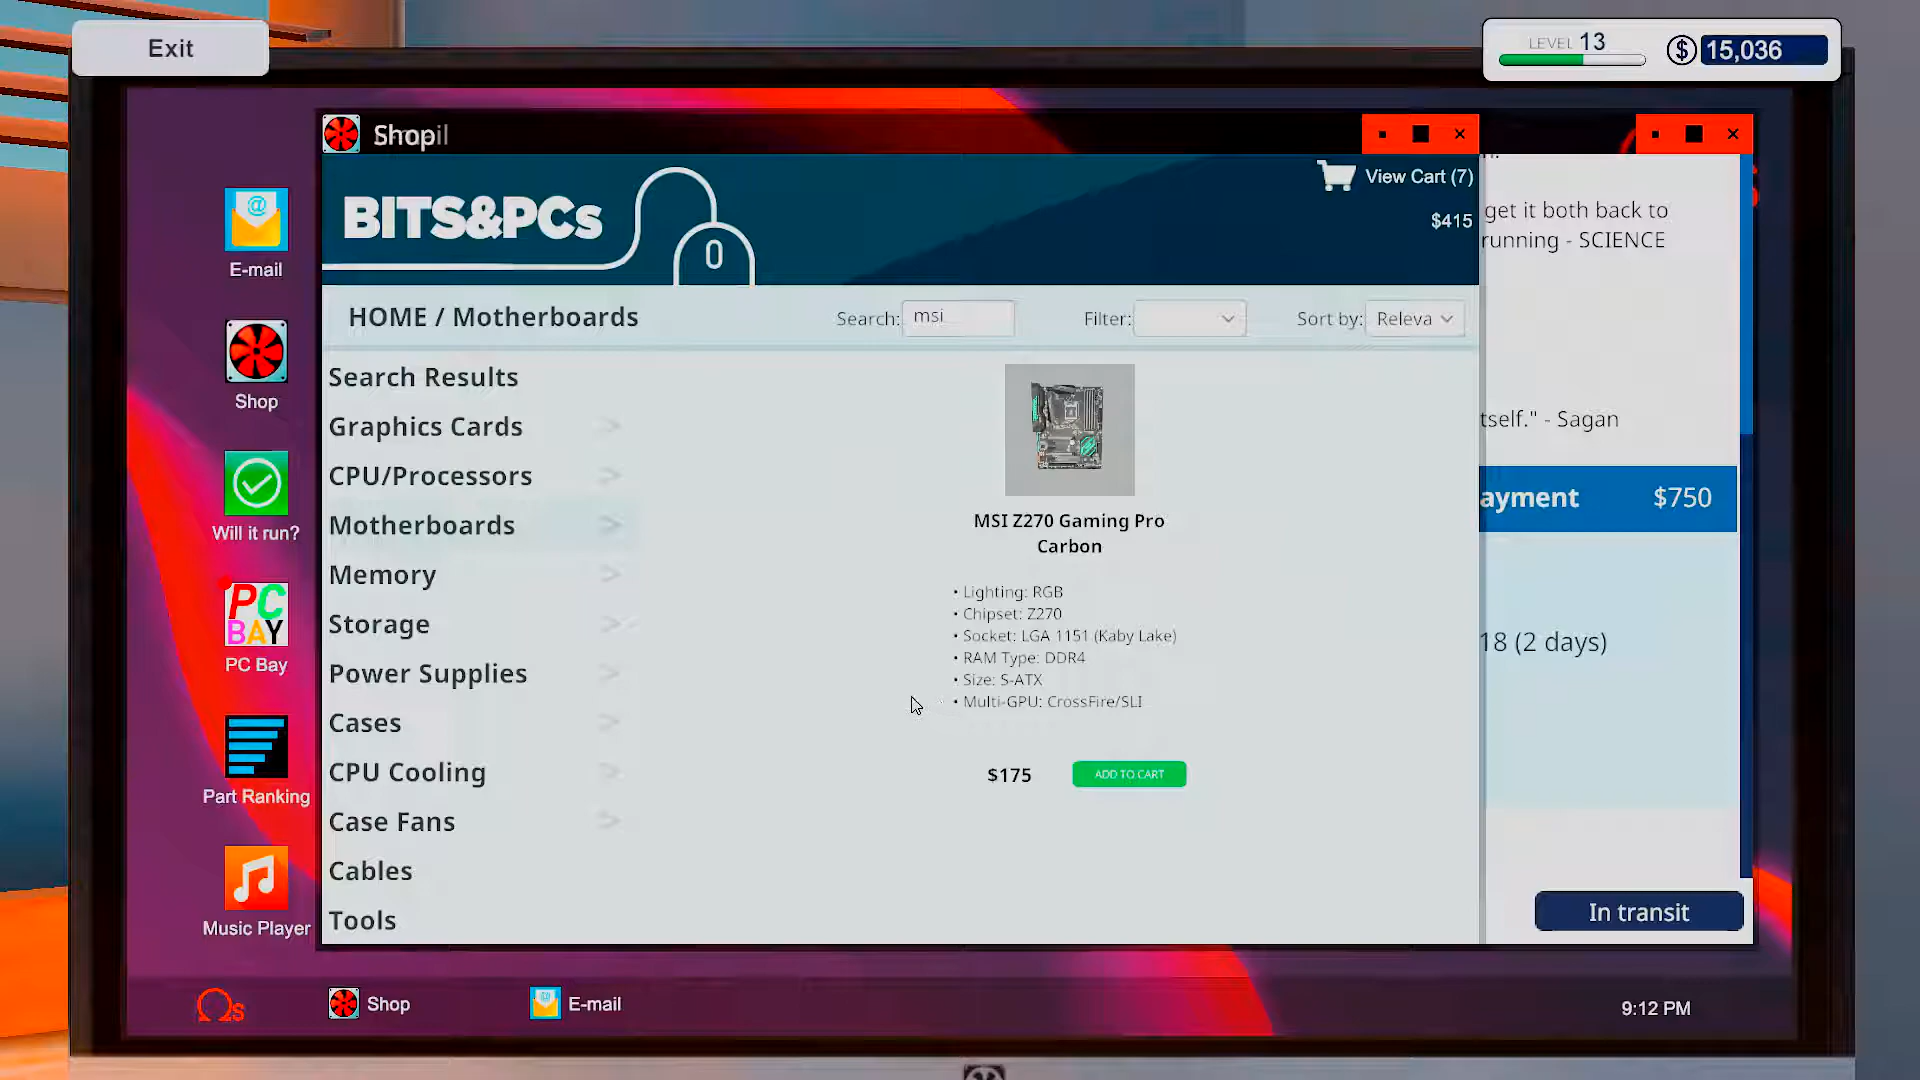 Exit
LEVEL 13
$ 15,036
Shop
View Cart (7)
$415
BITS&PCs
HOME / Motherboards
Search: msi
Filter:
Sort by: Releva
Search Results
Graphics Cards >
CPU/Processors >
Motherboards >
Memory >
Storage >
Power Supplies >
Cases >
CPU Cooling >
Case Fans >
Cables
Tools
MSI Z270 Gaming Pro
Carbon
• Lighting: RGB
• Chipset: Z270
• Socket: LGA 1151 (Kaby Lake)
• RAM Type: DDR4
• Size: S-ATX
• Multi-GPU: CrossFire/SLI
$175
ADD TO CART
get it both back to
running - SCIENCE
tself." - Sagan
ayment $750
18 (2 days)
In transit
E-mail
Shop
Will it run?
PC
BAY
PC Bay
Part Ranking
Music Player
Ωs
Shop
E-mail
9:12 PM